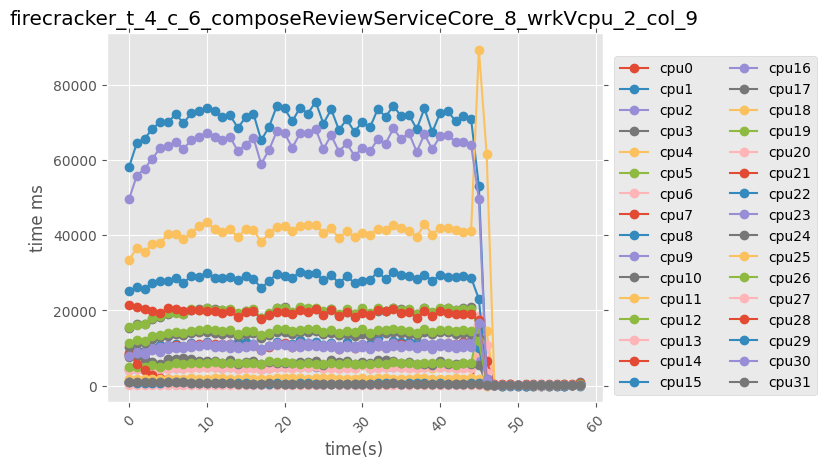 firecracker_t_4_c_6_composeReviewServiceCore_8_wrkVcpu_2_col_9
time ms
80000
60000
40000
20000
0
0
10
20
30
40
50
60
time(s)
cpu0
cpu1
cpu2
cpu3
cpu4
cpu5
cpu6
cpu7
cpu8
cpu9
cpu10
cpu11
cpu12
cpu13
cpu14
cpu15
cpu16
cpu17
cpu18
cpu19
cpu20
cpu21
cpu22
cpu23
cpu24
cpu25
cpu26
cpu27
cpu28
cpu29
cpu30
cpu31